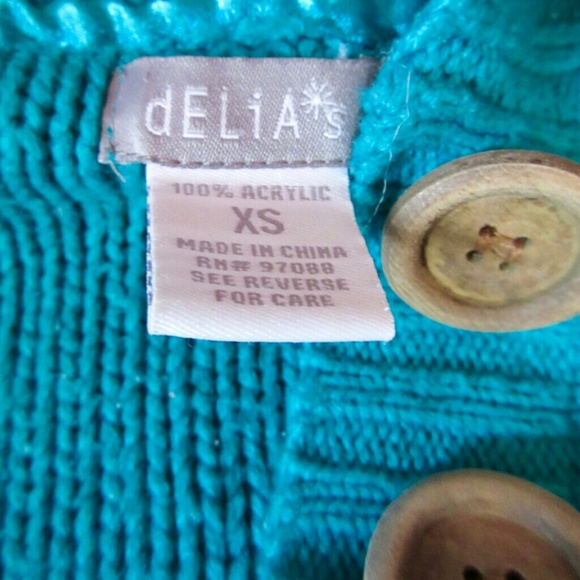 dELiA*s
100% ACRYLIC
XS
MADE IN CHINA
RN# 97088
SEE REVERSE
FOR CARE